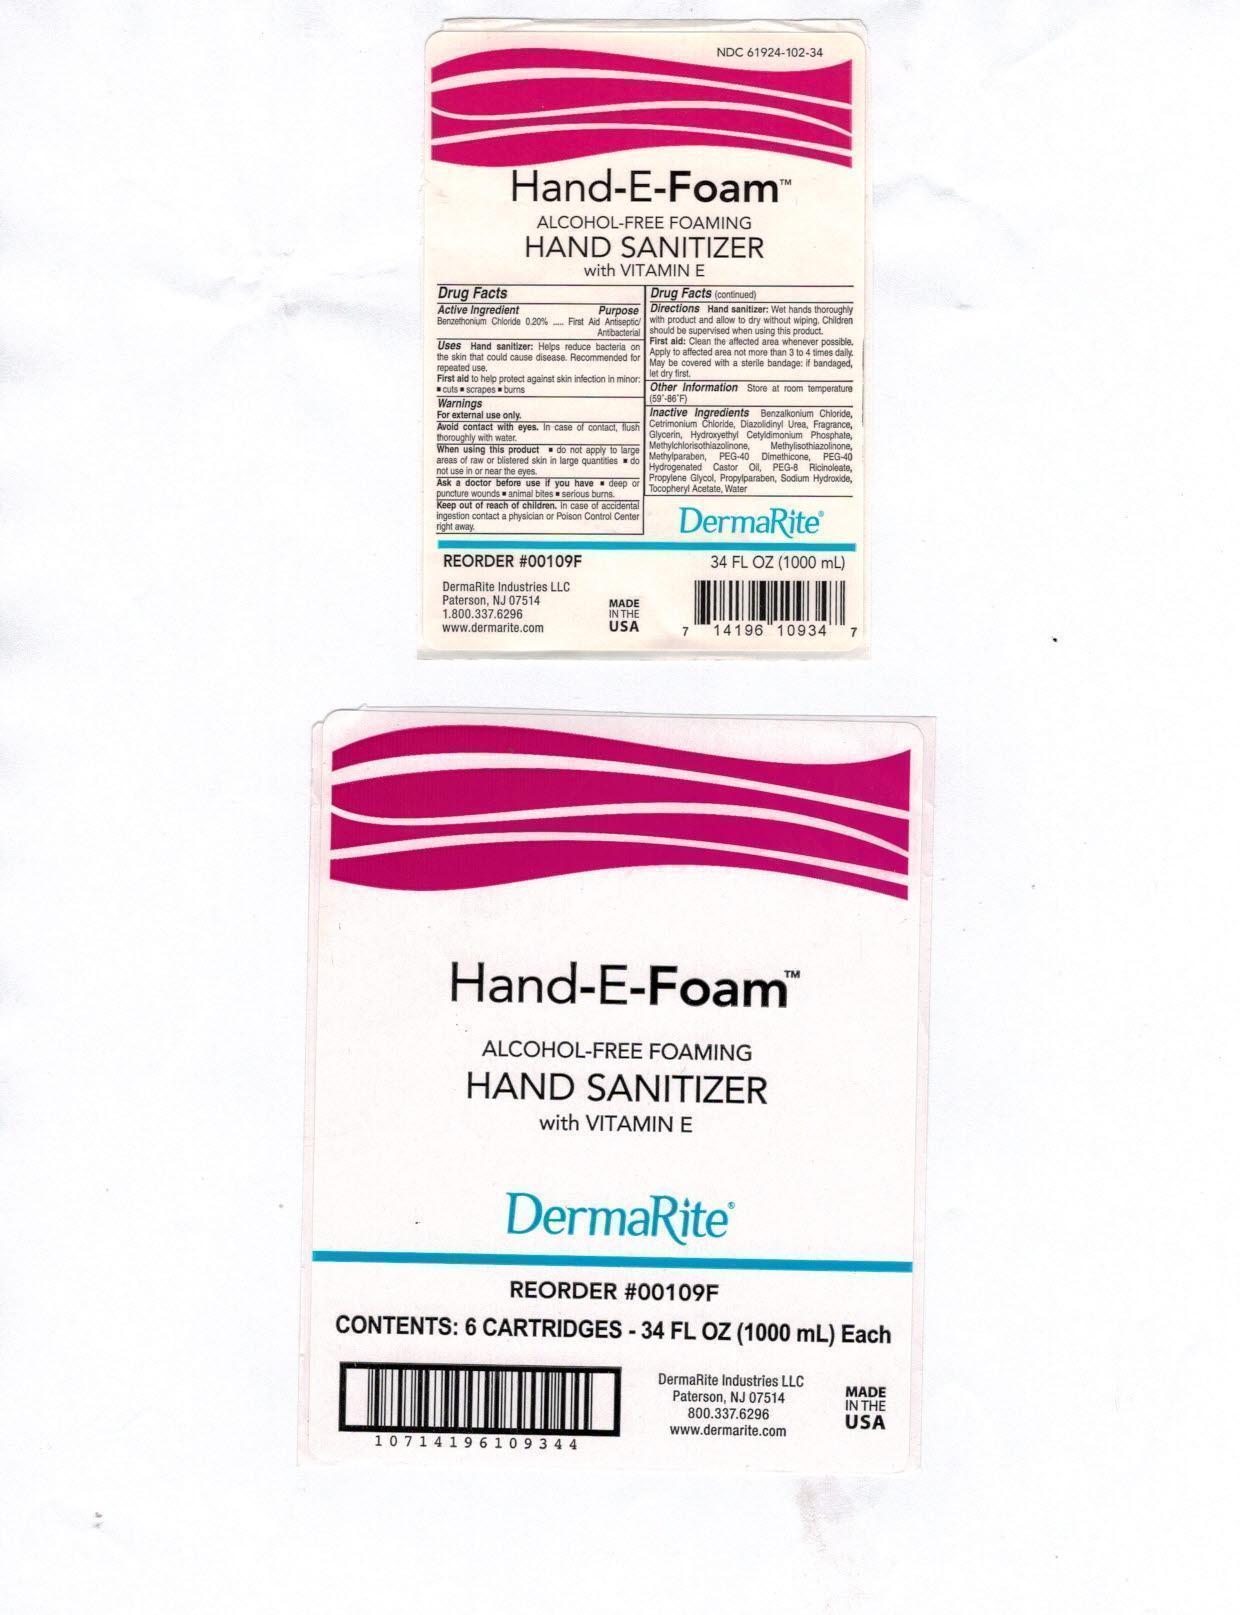 NDC 61924-102-34
Hand-E-Foam™
ALCOHOL-FREE FOAMING
HAND SANITIZER
with VITAMIN E
Drug Facts
Active Ingredient Purpose
Benzethonium Chloride 0.20% ..... First Aid Antiseptic/
Antibacterial
Uses Hand sanitizer: Helps reduce bacteria on
the skin that could cause disease. Recommended for
repeated use.
First aid to help protect against skin infection in minor:
▪ cuts ▪ scrapes ▪ burns
Warnings
For external use only.
Avoid contact with eyes. In case of contact, flush
thoroughly with water.
When using this product ▪ do not apply to large
areas of raw or blistered skin in large quantities ▪ do
not use in or near the eyes.
Ask a doctor before use if you have ▪ deep or
puncture wounds ▪ animal bites ▪ serious burns.
Keep out of reach of children. In case of accidental
ingestion contact a physician or Poison Control Center
right away.
Drug Facts (continued)
Directions Hand sanitizer: Wet hands thoroughly
with product and allow to dry without wiping. Children
should be supervised when using this product.
First aid: Clean the affected area whenever possible.
Apply to affected area not more than 3 to 4 times daily.
May be covered with a sterile bandage: if bandaged,
let dry first.
Other Information Store at room temperature
(59°-86°F)
Inactive Ingredients Benzalkonium Chloride,
Cetrimonium Chloride, Diazolidinyl Urea, Fragrance,
Glycerin, Hydroxyethyl Cetyldimonium Phosphate,
Methylchlorisothiazolinone, Methylisothiazolinone,
Methylparaben, PEG-40 Dimethicone, PEG-40
Hydrogenated Castor Oil, PEG-8 Ricinoleate,
Propylene Glycol, Propylparaben, Sodium Hydroxide,
Tocopheryl Acetate, Water
DermaRite®
REORDER #00109F
34 FL OZ (1000 mL)
DermaRite Industries LLC
Paterson, NJ 07514
1.800.337.6296
www.dermarite.com
MADE
IN THE
USA
7 14196 10934 7
Hand-E-Foam™
ALCOHOL-FREE FOAMING
HAND SANITIZER
with VITAMIN E
DermaRite®
REORDER #00109F
CONTENTS: 6 CARTRIDGES - 34 FL OZ (1000 mL) Each
10714196109344
DermaRite Industries LLC
Paterson, NJ 07514
800.337.6296
www.dermarite.com
MADE
IN THE
USA